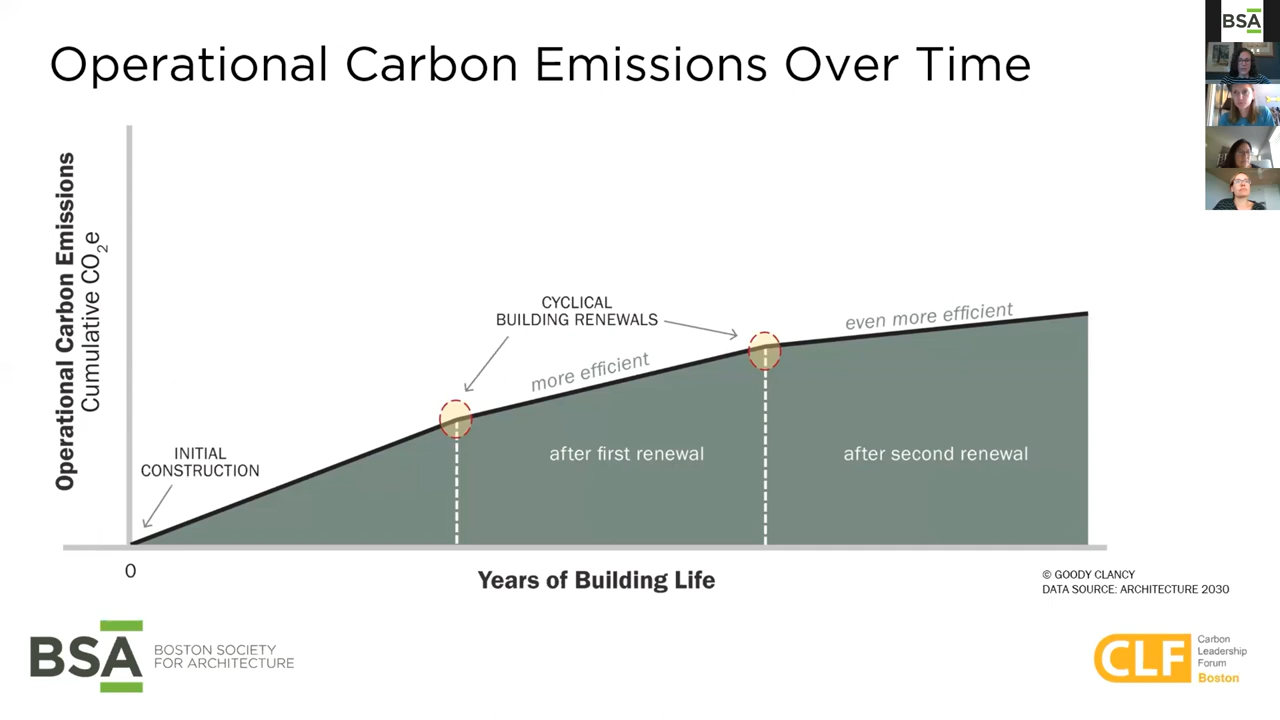 Operational Carbon Emissions Over Time
BSA
Operational Carbon Emissions
Cumulative CO₂e
CYCLICAL
BUILDING RENEWALS
even more efficient
more efficient
INITIAL
CONSTRUCTION
after first renewal
after second renewal
0
Years of Building Life
© GOODY CLANCY
DATA SOURCE: ARCHITECTURE 2030
BSA
BOSTON SOCIETY
FOR ARCHITECTURE
CLF
Carbon
Leadership
Forum
Boston